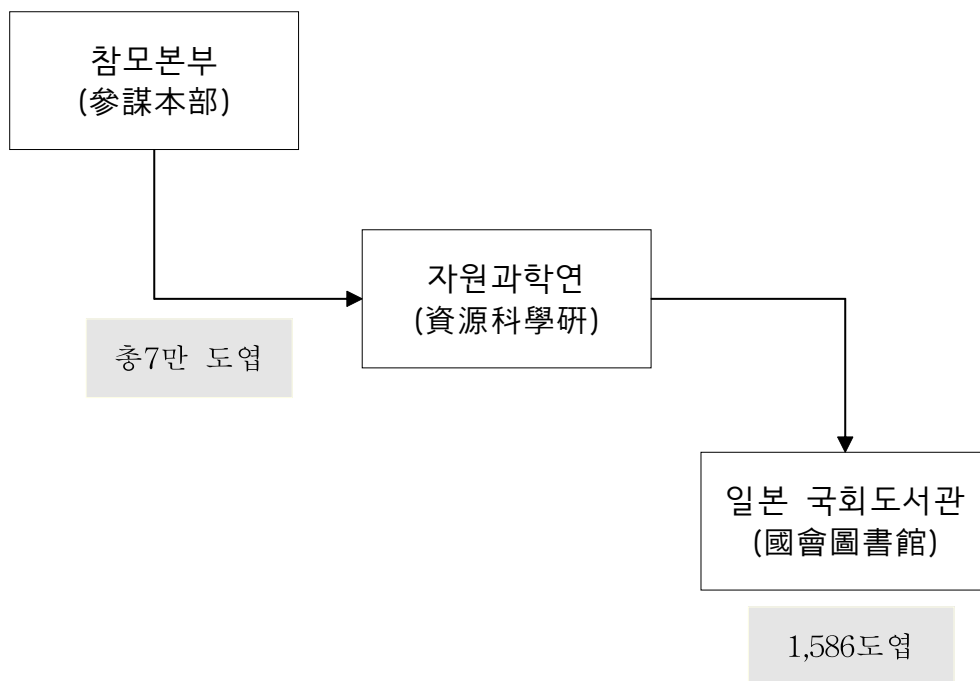 참모본부
(參謀本部)
자원과학연
(資源科學硏)
총7만 도엽
일본 국회도서관
(國會圖書館)
1,586도엽